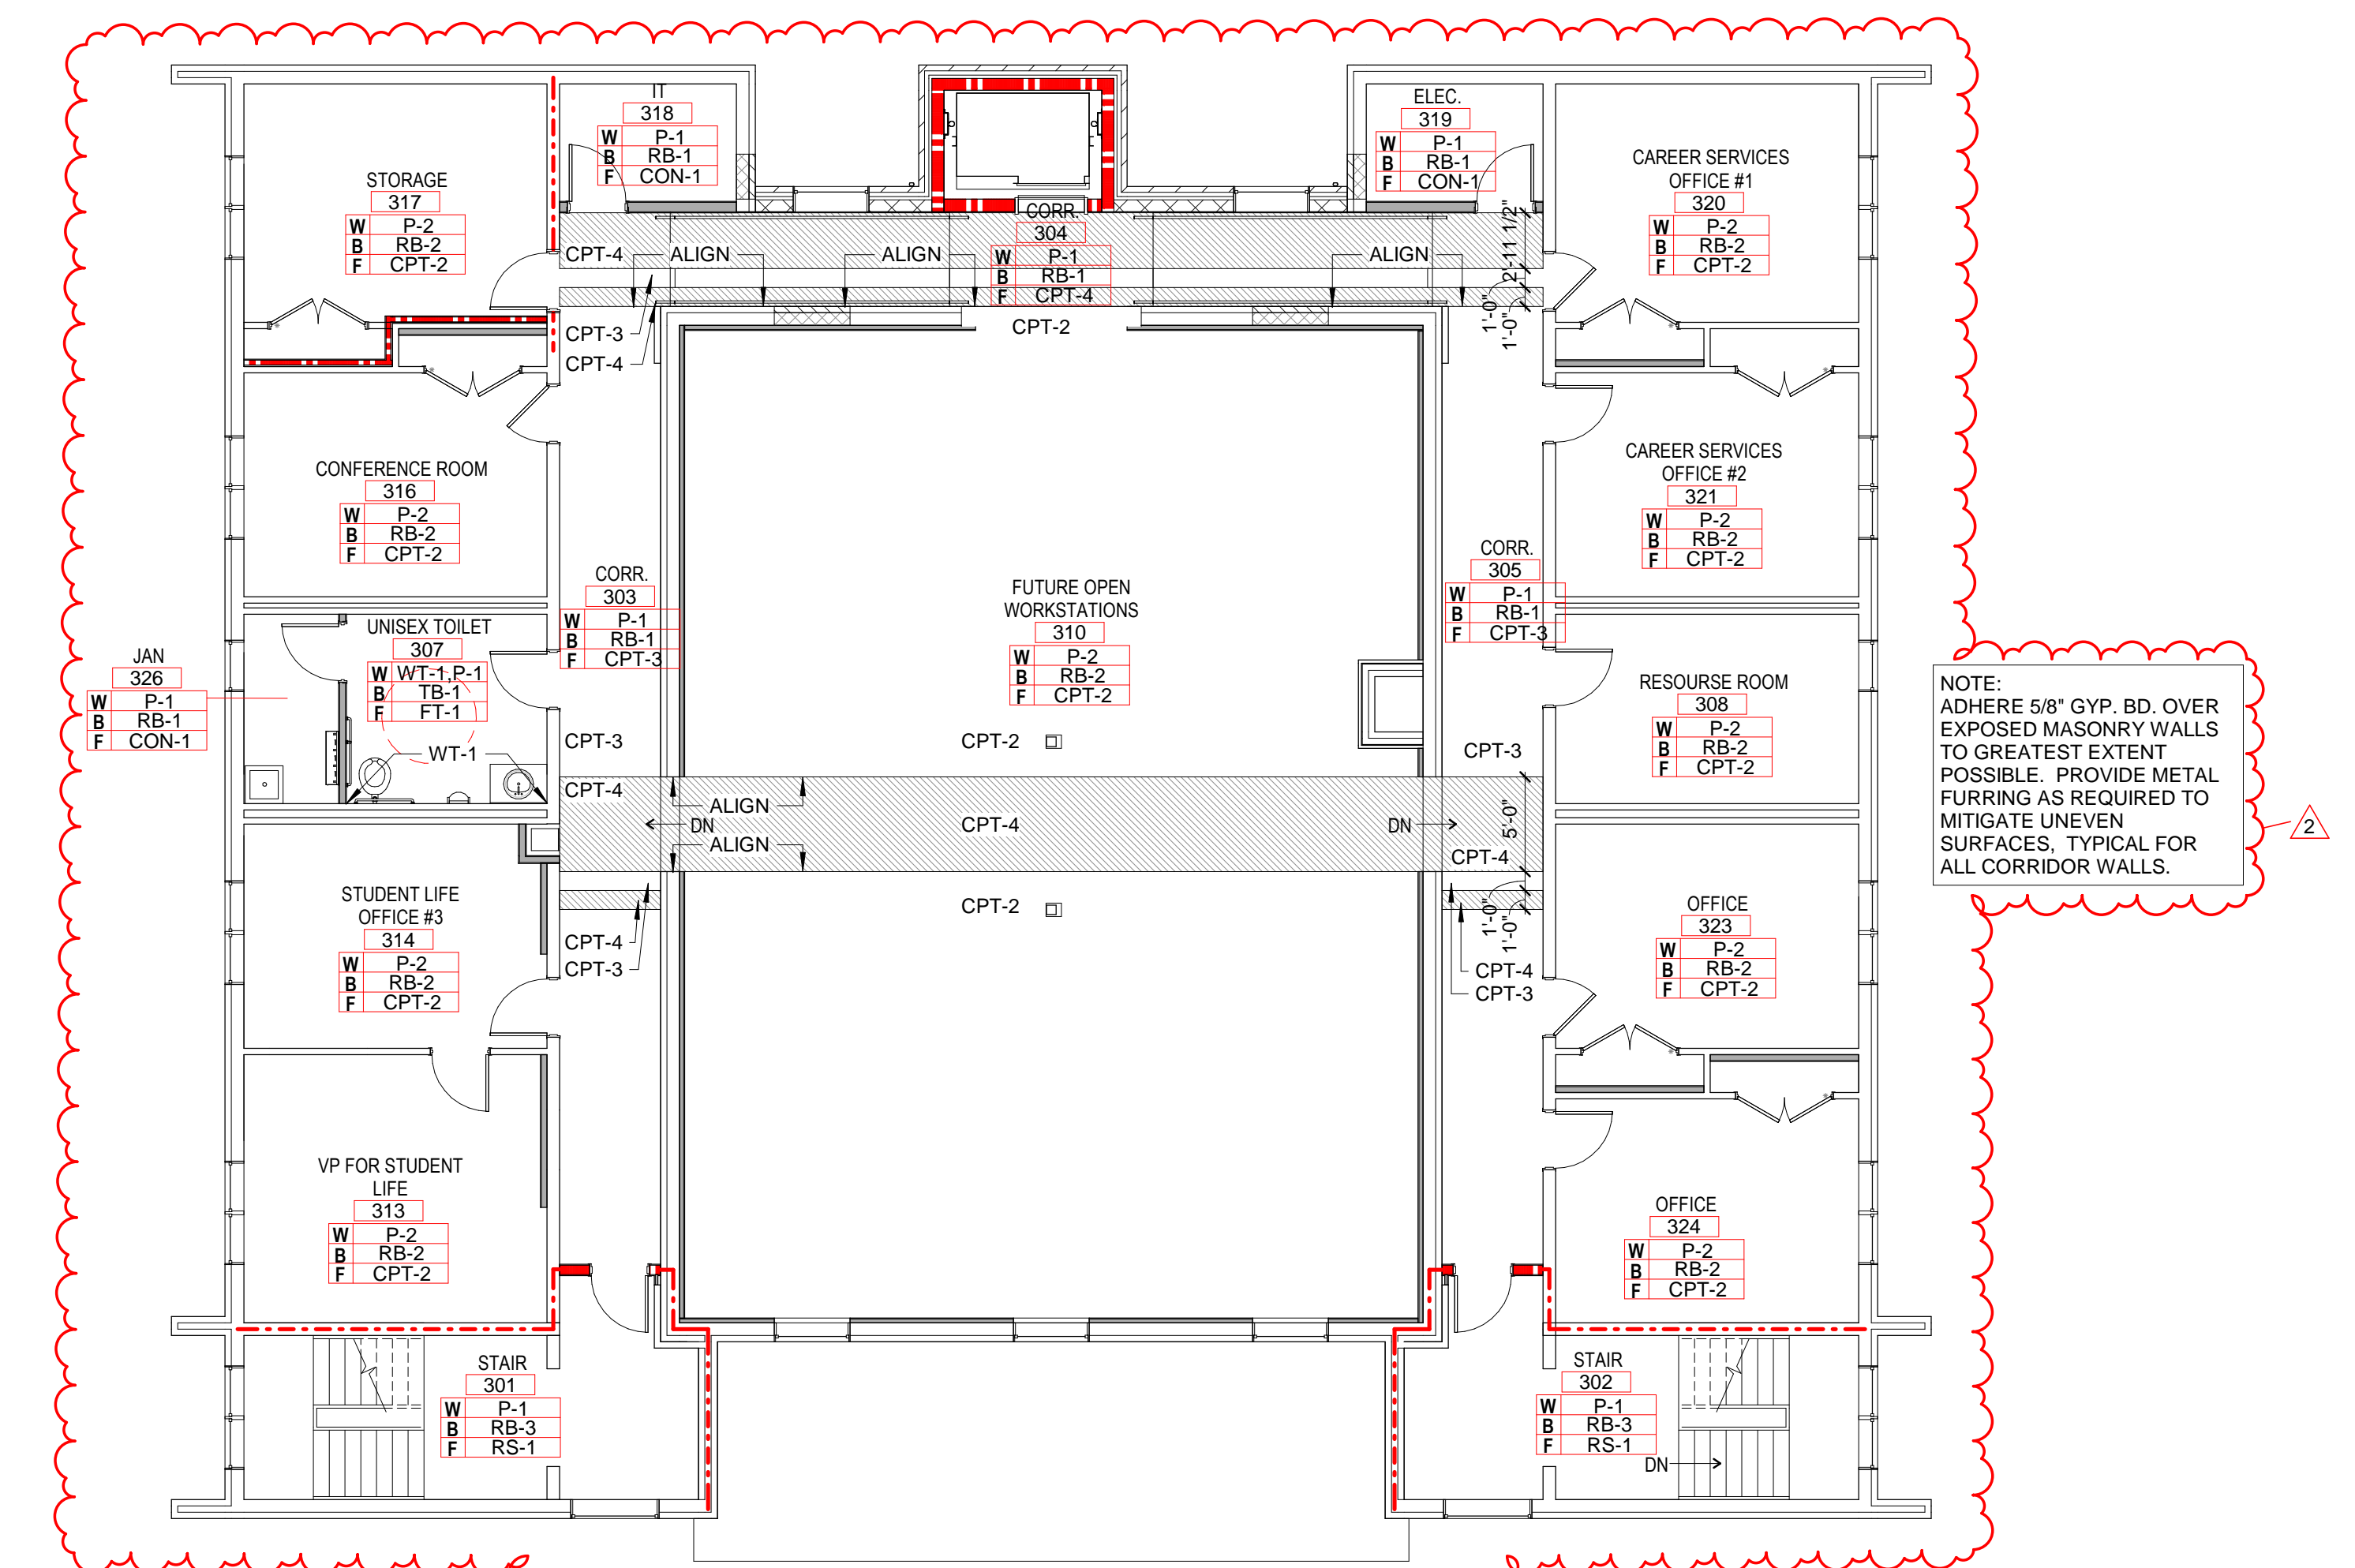 IT
318
W P-1
B RB-1
F CON-1
ELEC.
319
W P-1
B RB-1
F CON-1
CAREER SERVICES
OFFICE #1
320
W P-2
B RB-2
F CPT-2
STORAGE
317
W P-2
B RB-2
F CPT-2
CORR.
304
W P-1
B RB-1
F CPT-4
CPT-4
ALIGN
ALIGN
ALIGN
2'-11 1/2"
1'-0"
1'-0"
CPT-3
CPT-4
CPT-2
CONFERENCE ROOM
316
W P-2
B RB-2
F CPT-2
CAREER SERVICES
OFFICE #2
321
W P-2
B RB-2
F CPT-2
CORR.
303
W P-1
B RB-1
F CPT-3
FUTURE OPEN
WORKSTATIONS
310
W P-2
B RB-2
F CPT-2
CORR.
305
W P-1
B RB-1
F CPT-3
UNISEX TOILET
307
W WT-1,P-1
B TB-1
F FT-1
WT-1
JAN
326
W P-1
B RB-1
F CON-1
RESOURSE ROOM
308
W P-2
B RB-2
F CPT-2
NOTE:
ADHERE 5/8" GYP. BD. OVER
EXPOSED MASONRY WALLS
TO GREATEST EXTENT
POSSIBLE. PROVIDE METAL
FURRING AS REQUIRED TO
MITIGATE UNEVEN
SURFACES, TYPICAL FOR
ALL CORRIDOR WALLS.
2
CPT-3
CPT-2
CPT-3
CPT-4
ALIGN
DN
CPT-4
DN
5'-0"
ALIGN
CPT-4
STUDENT LIFE
OFFICE #3
314
W P-2
B RB-2
F CPT-2
CPT-2
1'-0"
1'-0"
CPT-4
CPT-3
CPT-4
CPT-3
OFFICE
323
W P-2
B RB-2
F CPT-2
VP FOR STUDENT
LIFE
313
W P-2
B RB-2
F CPT-2
OFFICE
324
W P-2
B RB-2
F CPT-2
STAIR
301
W P-1
B RB-3
F RS-1
STAIR
302
W P-1
B RB-3
F RS-1
DN